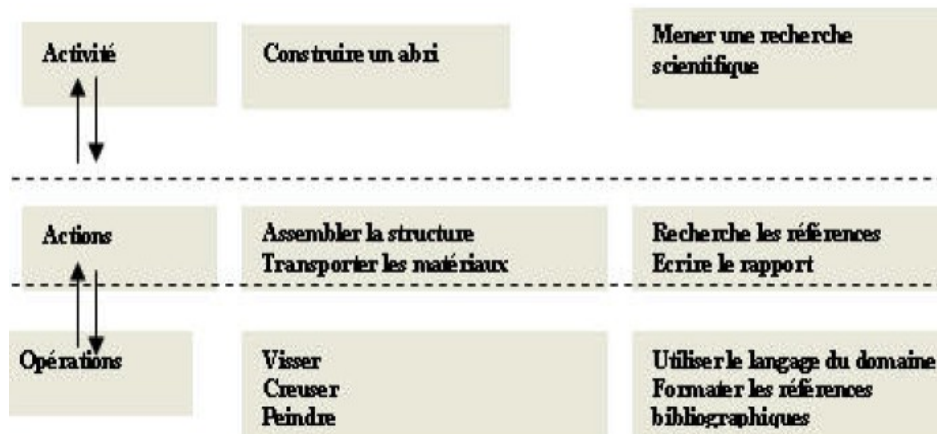 Activité
Construire un abri
Mener une recherche
scientifique
Actions
Assembler la structure
Transporter les matériaux
Recherche les références
Ecrire le rapport
Opérations
Visser
Creuser
Peindre
Utiliser le langage du domaine
Formater les références
bibliographiques